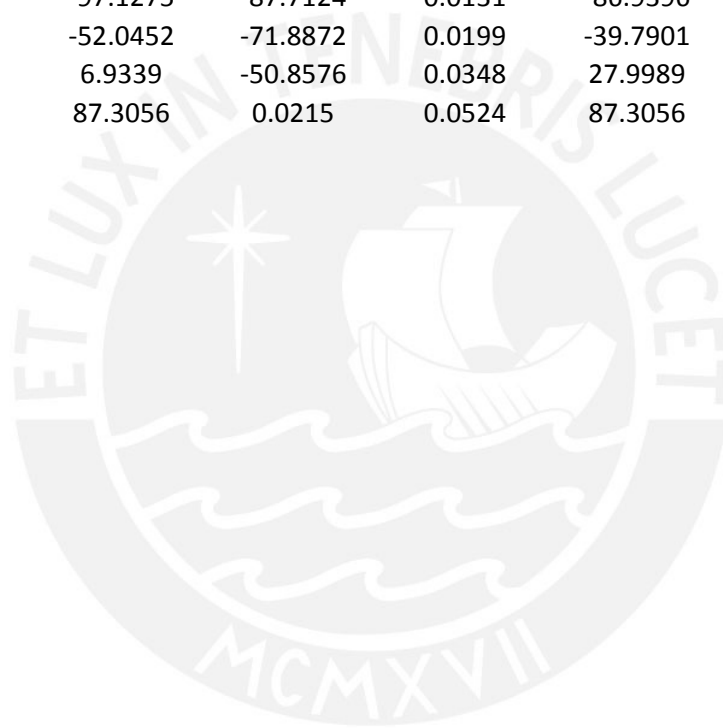 -52.0452 -71.8872 0.0199 -39.7901
6.9339 -50.8576 0.0348 27.9989
87.3056 0.0215 0.0524 87.3056
ET LUX IN TENEBRIS LUCET
MCMXVII